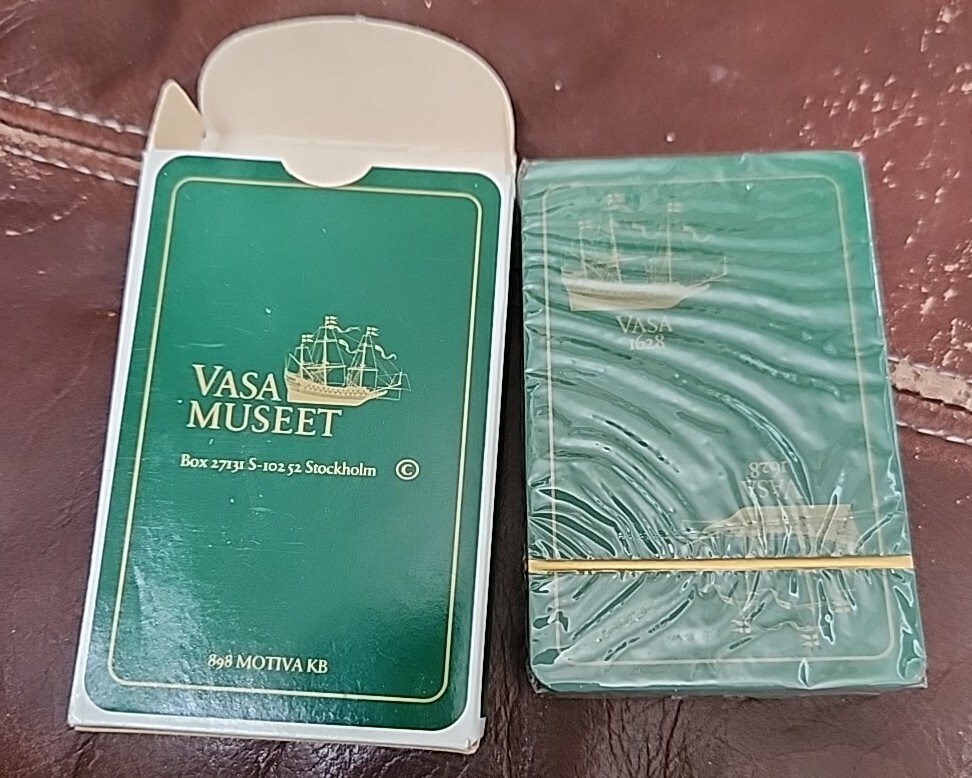 VASA
MUSEET
Box 27131 S-102 52 Stockholm ©
898 MOTIVA KB
VASA
1628
VASA
1628